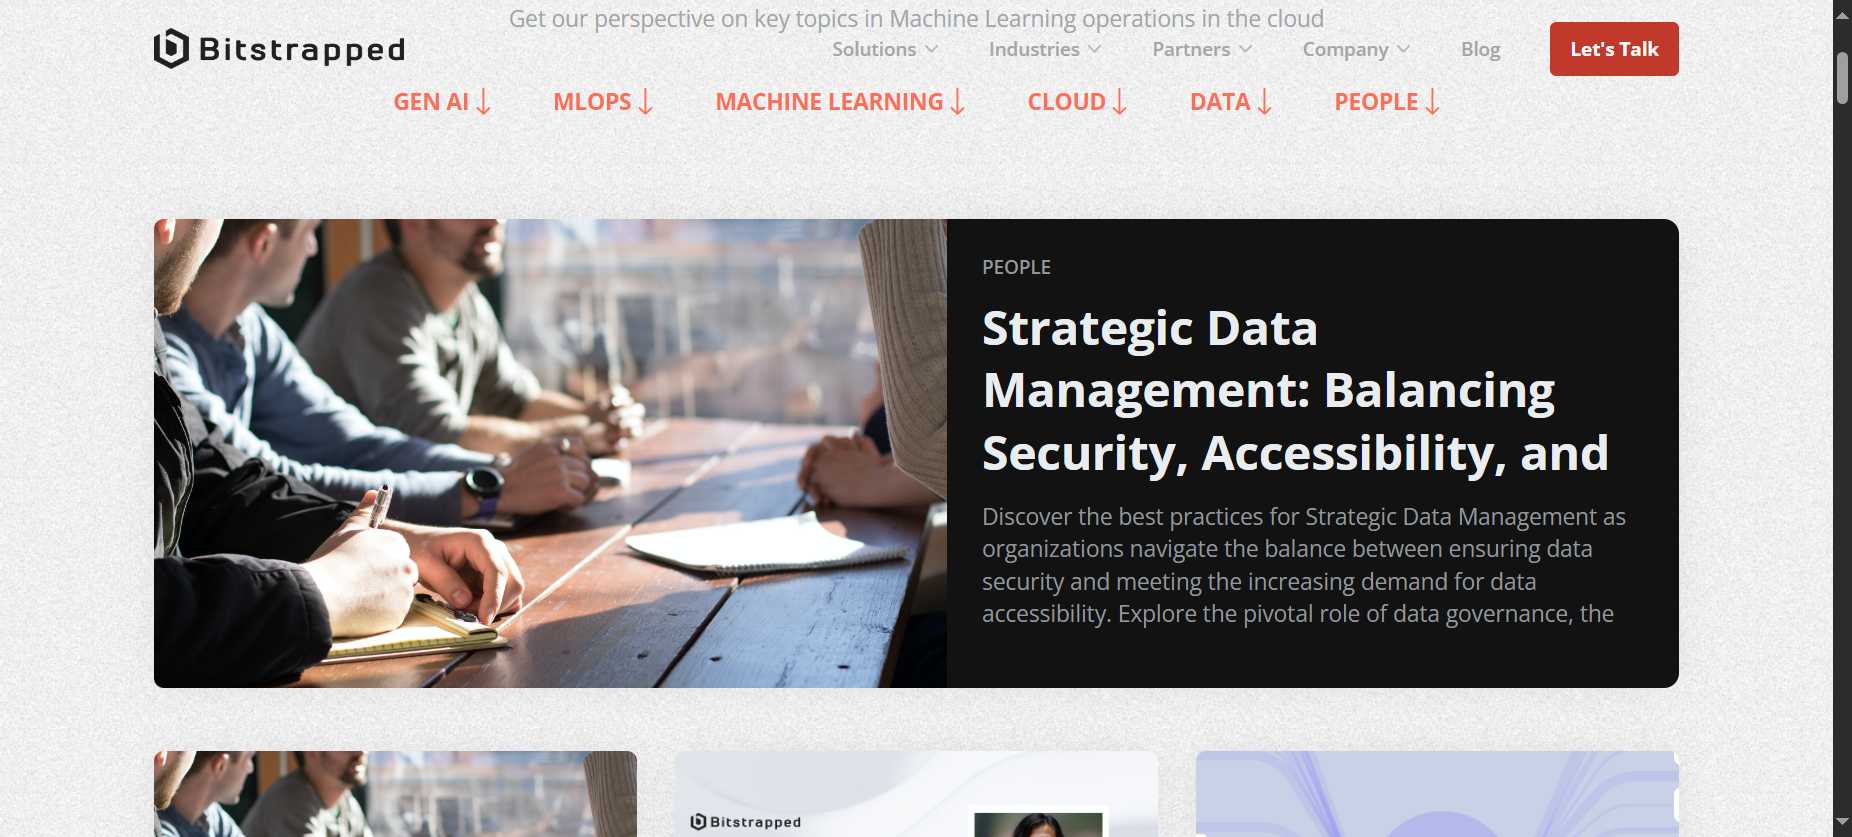 Get our perspective on key topics in Machine Learning operations in the cloud
Bitstrapped
Solutions
Industries
Partners
Company
Blog
Let's Talk
GEN AI
MLOPS
MACHINE LEARNING
CLOUD
DATA
PEOPLE
PEOPLE
Strategic Data
Management: Balancing
Security, Accessibility, and
Discover the best practices for Strategic Data Management as
organizations navigate the balance between ensuring data
security and meeting the increasing demand for data
accessibility. Explore the pivotal role of data governance, the
Bitstrapped